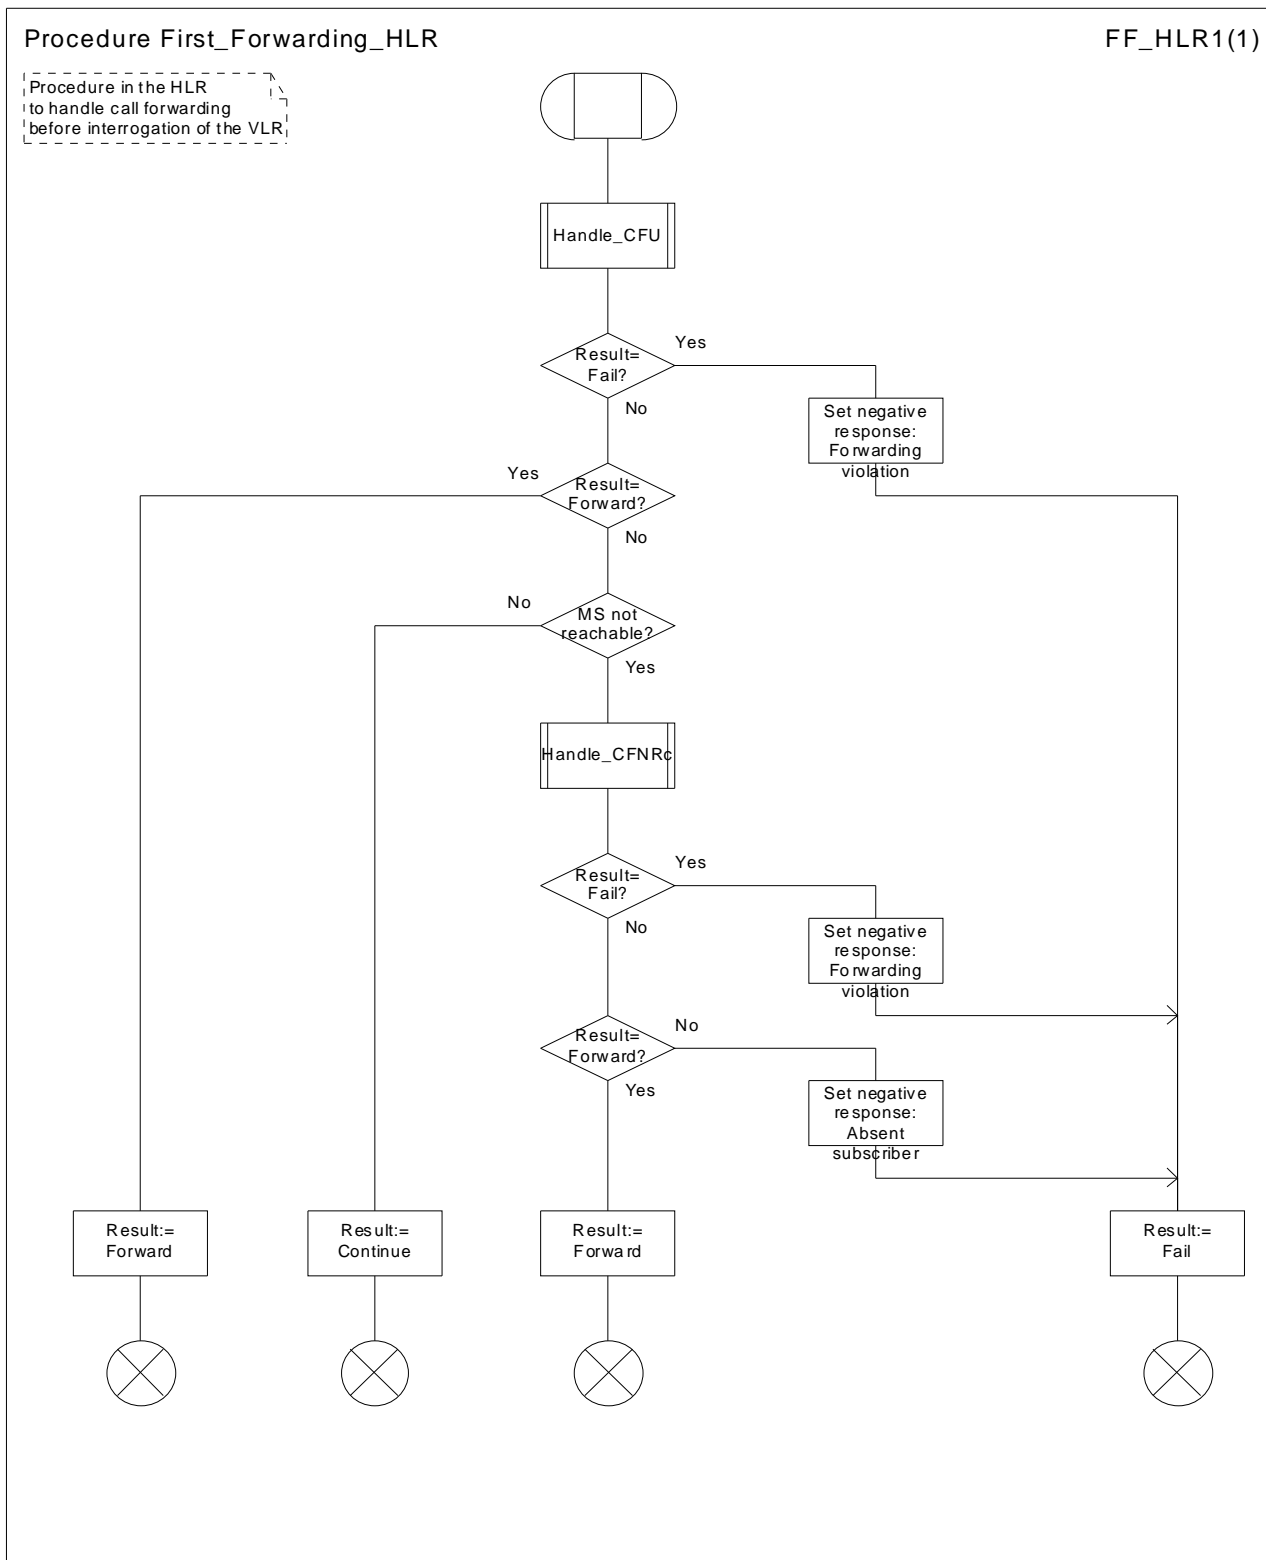 Procedure First_Forwarding_HLR
FF_HLR1(1)
Procedure in the HLR
to handle call forwarding
before interrogation of the VLR
Handle_CFU
Result=
Fail?
Yes
No
Set negative
response:
Forwarding
violation
Yes
Result=
Forward?
No
No
MS not
reachable?
Yes
Handle_CFNRc
Result=
Fail?
Yes
No
Set negative
response:
Forwarding
violation
Result=
Forward?
No
Yes
Set negative
response:
Absent
subscriber
Result:=
Forward
Result:=
Continue
Result:=
Forward
Result:=
Fail